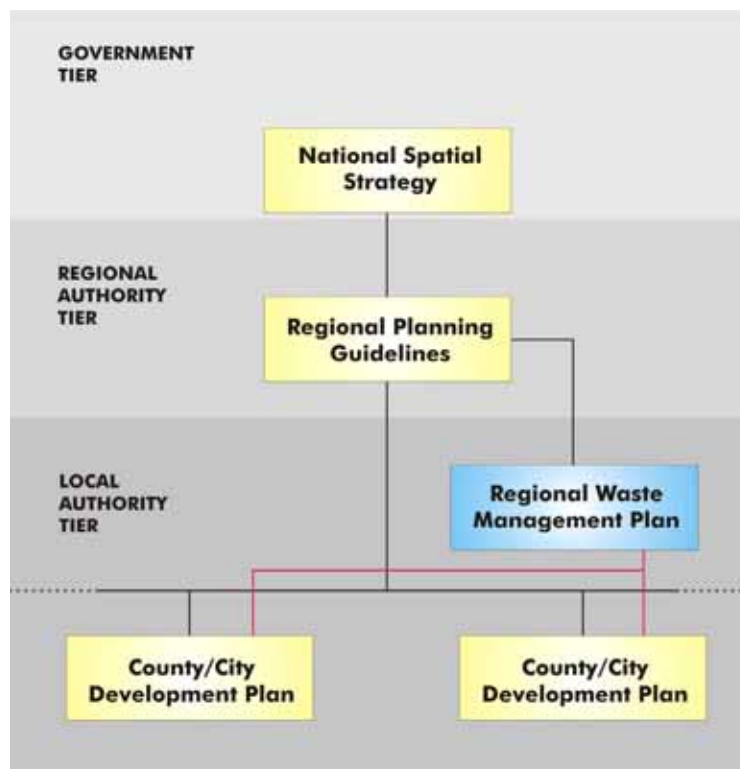 GOVERNMENT
TIER
National Spatial
Strategy
REGIONAL
AUTHORITY
TIER
Regional Planning
Guidelines
LOCAL
AUTHORITY
TIER
Regional Waste
Management Plan
County/City
Development Plan
County/City
Development Plan